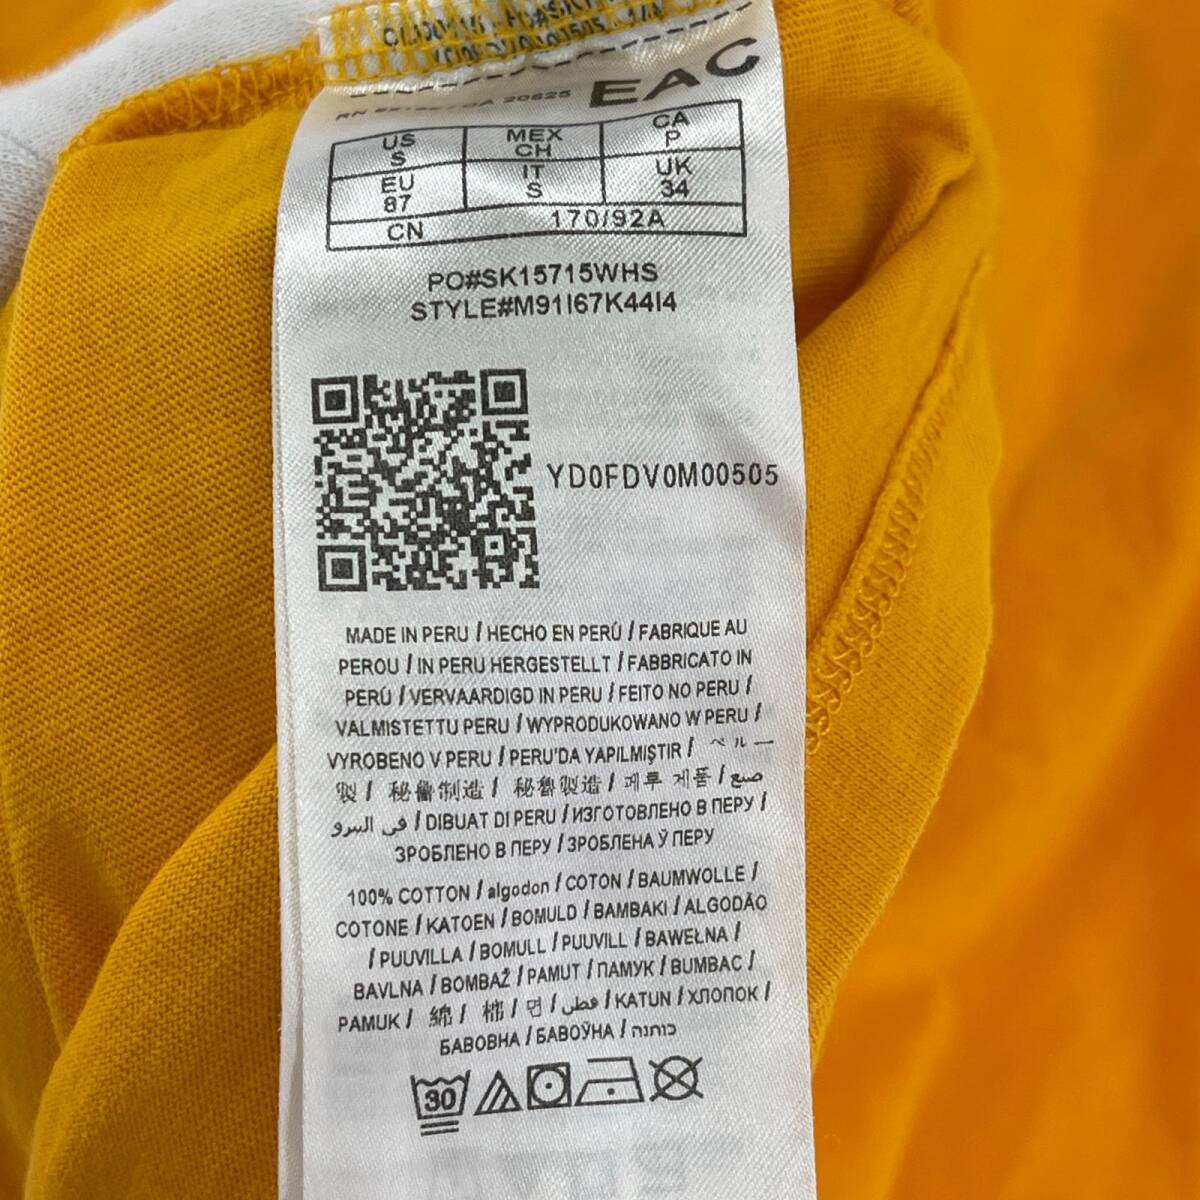 EAC
US
S
MEX
CH
CA
P
EU
87
IT
S
UK
34
CN
170/92A
PO#SK15715WHS
STYLE#M91I67K44I4
YD0FDV0M00505
MADE IN PERU / HECHO EN PERÚ / FABRIQUE AU
PEROU / IN PERU HERGESTELLT / FABBRICATO IN
PERÚ / VERVAARDIGD IN PERU / FEITO NO PERU /
VALMISTETTU PERU / WYPRODUKOWANO W PERU /
VYROBENO V PERU / PERU'DA YAPILMIŞTIR / ペルー
製 / 秘魯制造 / 秘魯製造 / 페루 제품 / صنع
في البيرو / DIBUAT DI PERU / ИЗГОТОВЛЕНО В ПЕРУ /
ЗРОБЛЕНО В ПЕРУ / ЗРОБЛЕНА Ў ПЕРУ
100% COTTON / algodon / COTON / BAUMWOLLE /
COTONE / KATOEN / BOMULD / BAMBAKI / ALGODÃO
/ PUUVILLA / BOMULL / PUUVILL / BAWEŁNA /
BAVLNA / BOMBAŽ / PAMUT / ПАМУК / BUMBAC /
PAMUK / 綿 / 棉 / 면 / قطن / KATUN / ХЛОПОК /
БАВОВНА / БАВОЎНА / כותנה
30